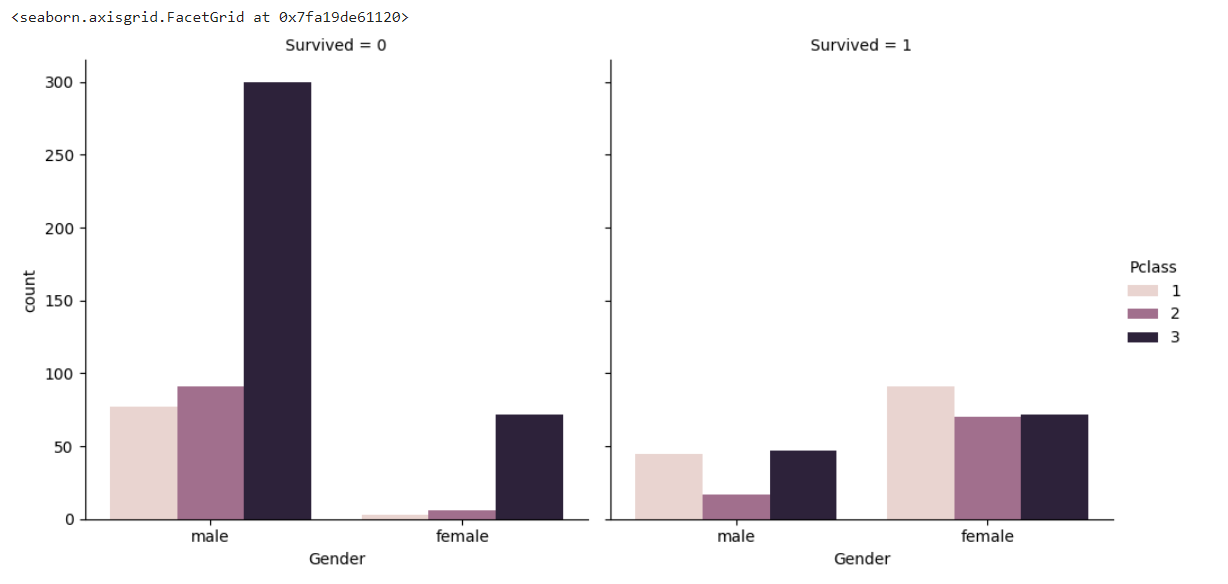 <seaborn.axisgrid.FacetGrid at 0x7fa19de61120>
Survived = 0
Survived = 1
300
250
200
150
100
50
0
count
male
female
Gender
male
female
Gender
Pclass
1
2
3